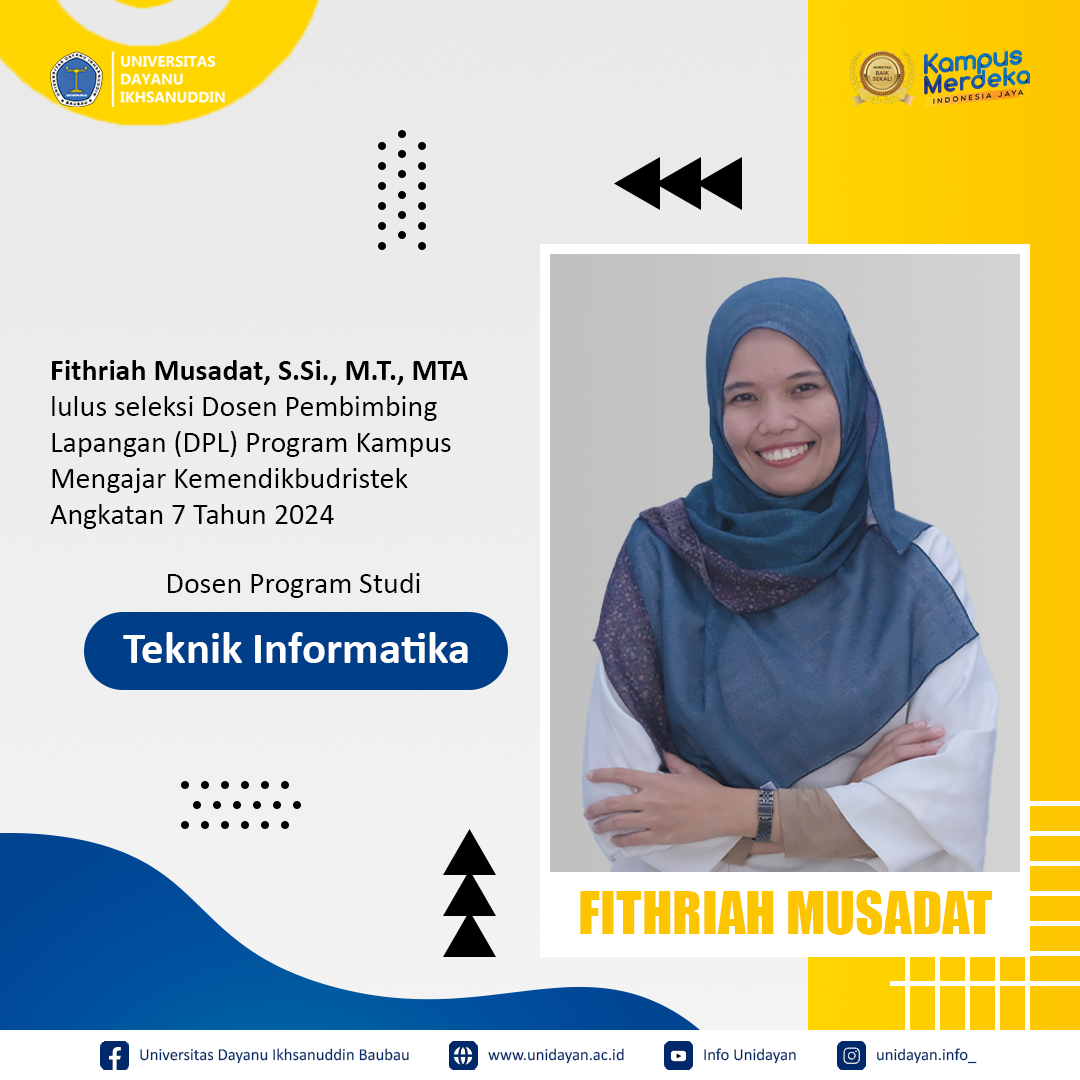 UNIVERSITAS
DAYANU
IKHSANUDDIN
BAIK
SEKALI
Kampus
Merdeka
INDONESIA JAYA
Fithriah Musadat, S.Si., M.T., MTA
lulus seleksi Dosen Pembimbing
Lapangan (DPL) Program Kampus
Mengajar Kemendikbudristek
Angkatan 7 Tahun 2024
Dosen Program Studi
Teknik Informatika
FITHRIAH MUSADAT
Universitas Dayanu Ikhsanuddin Baubau
www.unidayan.ac.id
Info Unidayan
unidayan.info_